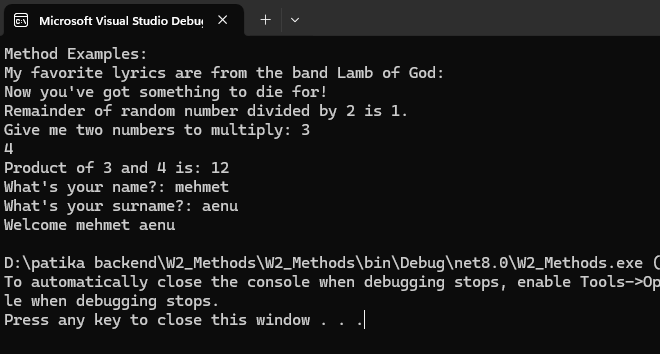 Microsoft Visual Studio Debug
Method Examples:
My favorite lyrics are from the band Lamb of God:
Now you've got something to die for!
Remainder of random number divided by 2 is 1.
Give me two numbers to multiply: 3
4
Product of 3 and 4 is: 12
What's your name?: mehmet
What's your surname?: aenu
Welcome mehmet aenu
D:\patika backend\W2_Methods\W2_Methods\bin\Debug\net8.0\W2_Methods.exe (
To automatically close the console when debugging stops, enable Tools->Op
le when debugging stops.
Press any key to close this window . . .